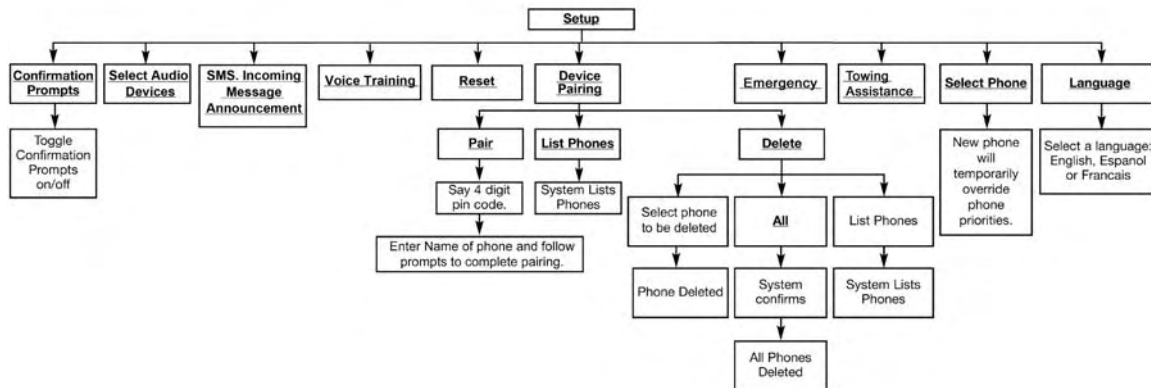 Setup
Confirmation
Prompts
Select Audio
Devices
SMS. Incoming
Message
Announcement
Voice Training
Reset
Device
Pairing
Emergency
Towing
Assistance
Select Phone
Language
Toggle
Confirmation
Prompts
on/off
Pair
List Phones
Delete
New phone
will
temporarily
override
phone
priorities.
Select a language:
English, Espanol
or Francais
Say 4 digit
pin code.
System Lists
Phones
Enter Name of phone and follow
prompts to complete pairing.
Select phone
to be deleted
All
List Phones
Phone Deleted
System
confirms
System Lists
Phones
All Phones
Deleted